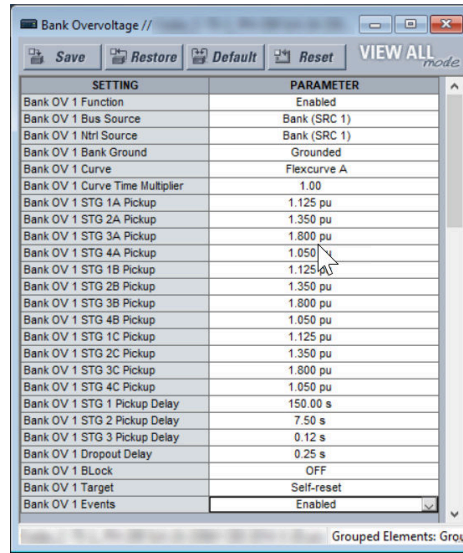 Bank Overvoltage //
Save Restore Default Reset VIEW ALL mode
SETTING PARAMETER
Bank OV 1 Function Enabled
Bank OV 1 Bus Source Bank (SRC 1)
Bank OV 1 Ntrl Source Bank (SRC 1)
Bank OV 1 Bank Ground Grounded
Bank OV 1 Curve Flexcurve A
Bank OV 1 Curve Time Multiplier 1.00
Bank OV 1 STG 1A Pickup 1.125 pu
Bank OV 1 STG 2A Pickup 1.350 pu
Bank OV 1 STG 3A Pickup 1.800 pu
Bank OV 1 STG 4A Pickup 1.050 pu
Bank OV 1 STG 1B Pickup 1.125 pu
Bank OV 1 STG 2B Pickup 1.350 pu
Bank OV 1 STG 3B Pickup 1.800 pu
Bank OV 1 STG 4B Pickup 1.050 pu
Bank OV 1 STG 1C Pickup 1.125 pu
Bank OV 1 STG 2C Pickup 1.350 pu
Bank OV 1 STG 3C Pickup 1.800 pu
Bank OV 1 STG 4C Pickup 1.050 pu
Bank OV 1 STG 1 Pickup Delay 150.00 s
Bank OV 1 STG 2 Pickup Delay 7.50 s
Bank OV 1 STG 3 Pickup Delay 0.12 s
Bank OV 1 Dropout Delay 0.25 s
Bank OV 1 BLock OFF
Bank OV 1 Target Self-reset
Bank OV 1 Events Enabled
Grouped Elements: